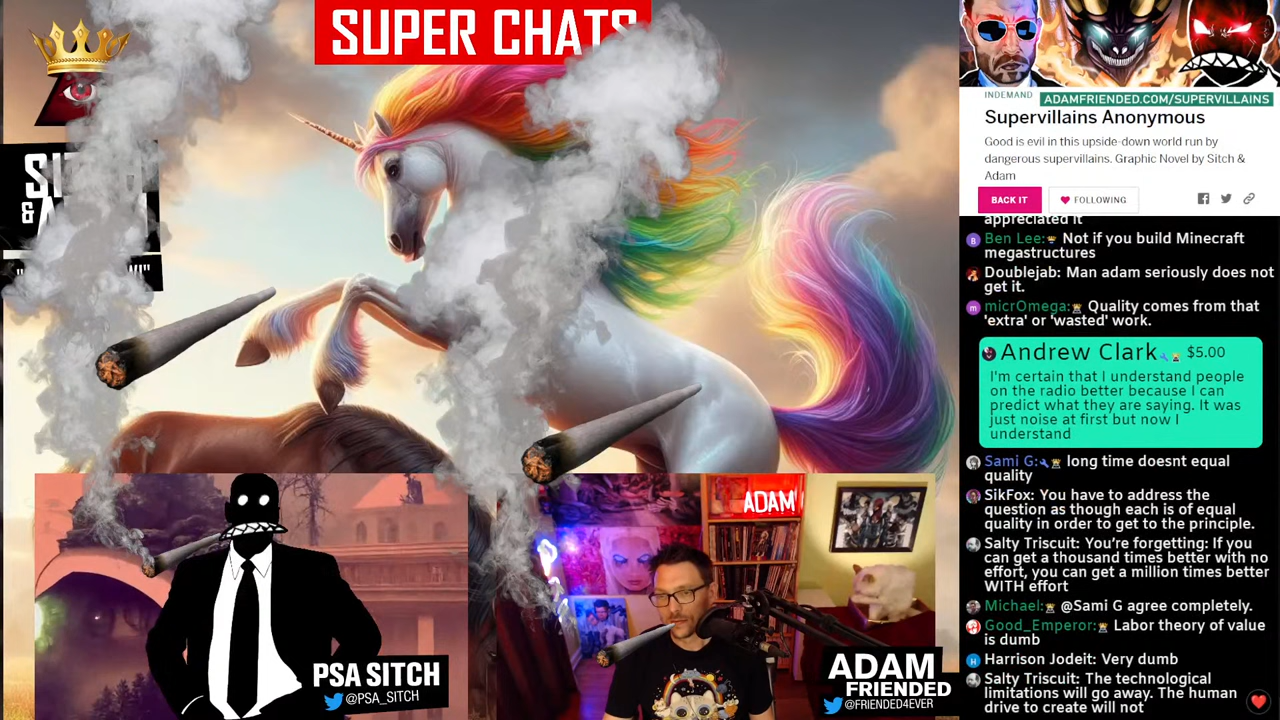 SUPER CHATS
INDEMAND
ADAMFRIENDED.COM/SUPERVILLAINS
Supervillains Anonymous
Good is evil in this upside-down world run by
dangerous supervillains. Graphic Novel by Sitch &
Adam
BACK IT
FOLLOWING
appreciated it
Ben Lee: Not if you build Minecraft
megastructures
Doublejab: Man adam seriously does not
get it.
micrOmega: Quality comes from that
'extra' or 'wasted' work.
Andrew Clark $5.00
I'm certain that I understand people
on the radio better because I can
predict what they are saying. It was
just noise at first but now I
understand
Sami G: long time doesnt equal
quality
SikFox: You have to address the
question as though each is of equal
quality in order to get to the principle.
Salty Triscuit: You're forgetting: If you
can get a thousand times better with no
effort, you can get a million times better
WITH effort
Michael: @Sami G agree completely.
Good_Emperor: Labor theory of value
is dumb
Harrison Jodeit: Very dumb
Salty Triscuit: The technological
limitations will go away. The human
drive to create will not
&
ADAM
PSA SITCH
@PSA_SITCH
ADAM
FRIENDED
@FRIENDED4EVER